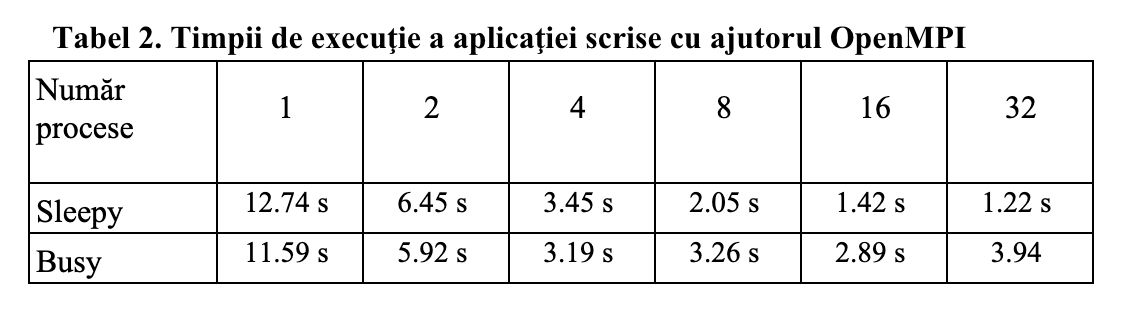 Tabel 2. Timpii de execuţie a aplicaţiei scrise cu ajutorul OpenMPI
Număr procese 1 2 4 8 16 32
Sleepy 12.74 s 6.45 s 3.45 s 2.05 s 1.42 s 1.22 s
Busy 11.59 s 5.92 s 3.19 s 3.26 s 2.89 s 3.94